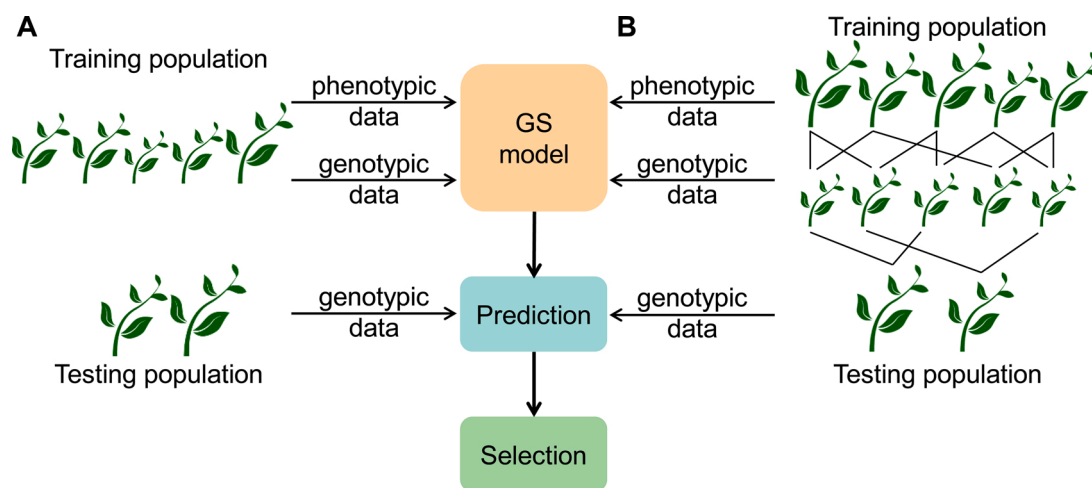 A
Training population
phenotypic
data
genotypic
data
Testing population
genotypic
data
GS
model
Prediction
Selection
B
Training population
phenotypic
data
genotypic
data
genotypic
data
Testing population